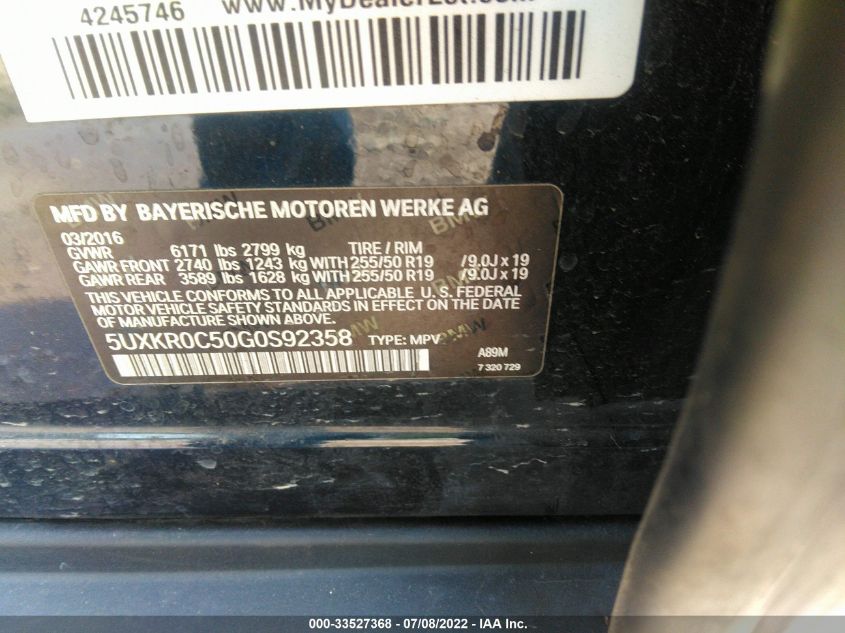 4245746 www.MyDealerLot.com
MFD BY BAYERISCHE MOTOREN WERKE AG
03/2016
GVWR 6171 lbs 2799 kg TIRE / RIM
GAWR FRONT 2740 lbs 1243 kg WITH 255/50 R19 /9.0J x 19
GAWR REAR 3589 lbs 1628 kg WITH 255/50 R19 /9.0J x 19
THIS VEHICLE CONFORMS TO ALL APPLICABLE U.S. FEDERAL
MOTOR VEHICLE SAFETY STANDARDS IN EFFECT ON THE DATE
OF MANUFACTURE SHOWN ABOVE.
5UXKR0C50G0S92358 TYPE: MPV
A89M
7 320 729
000-33527368 - 07/08/2022 - IAA Inc.